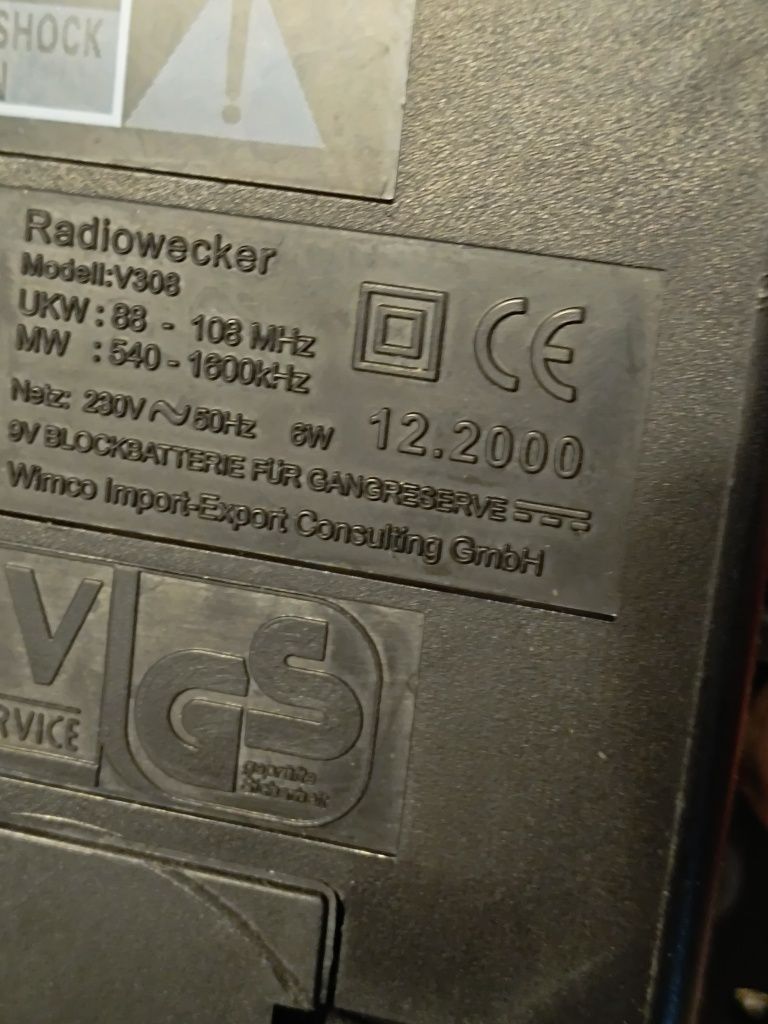 SHOCK
N
!
Radiowecker
Modell:V308
UKW : 88 - 108 MHz
MW : 540 - 1600kHz
Netz: 230V ~ 50Hz 6W 12.2000
CE
9V BLOCKBATTERIE FÜR GANGRESERVE
Wimco Import-Export Consulting GmbH
V
RVICE
GS
geprüfte
Sicherheit